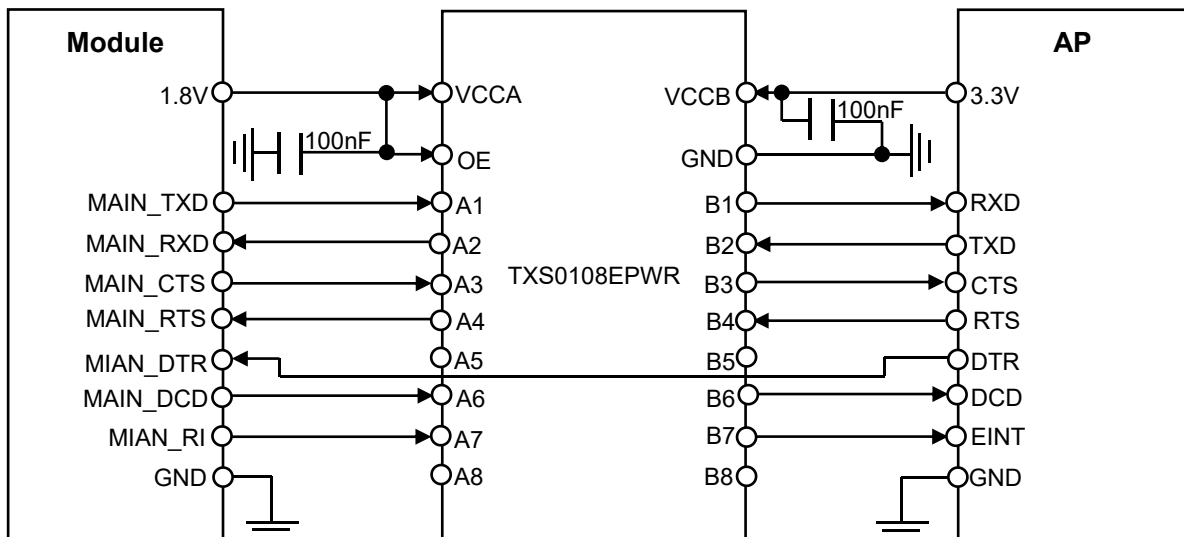 Module
AP
1.8V
VCCA
VCCB
3.3V
100nF
100nF
OE
GND
MAIN_TXD
A1
B1
RXD
MAIN_RXD
A2
B2
TXD
TXS0108EPWR
MAIN_CTS
A3
B3
CTS
MAIN_RTS
A4
B4
RTS
MIAN_DTR
A5
B5
DTR
MAIN_DCD
A6
B6
DCD
MIAN_RI
A7
B7
EINT
GND
A8
B8
GND